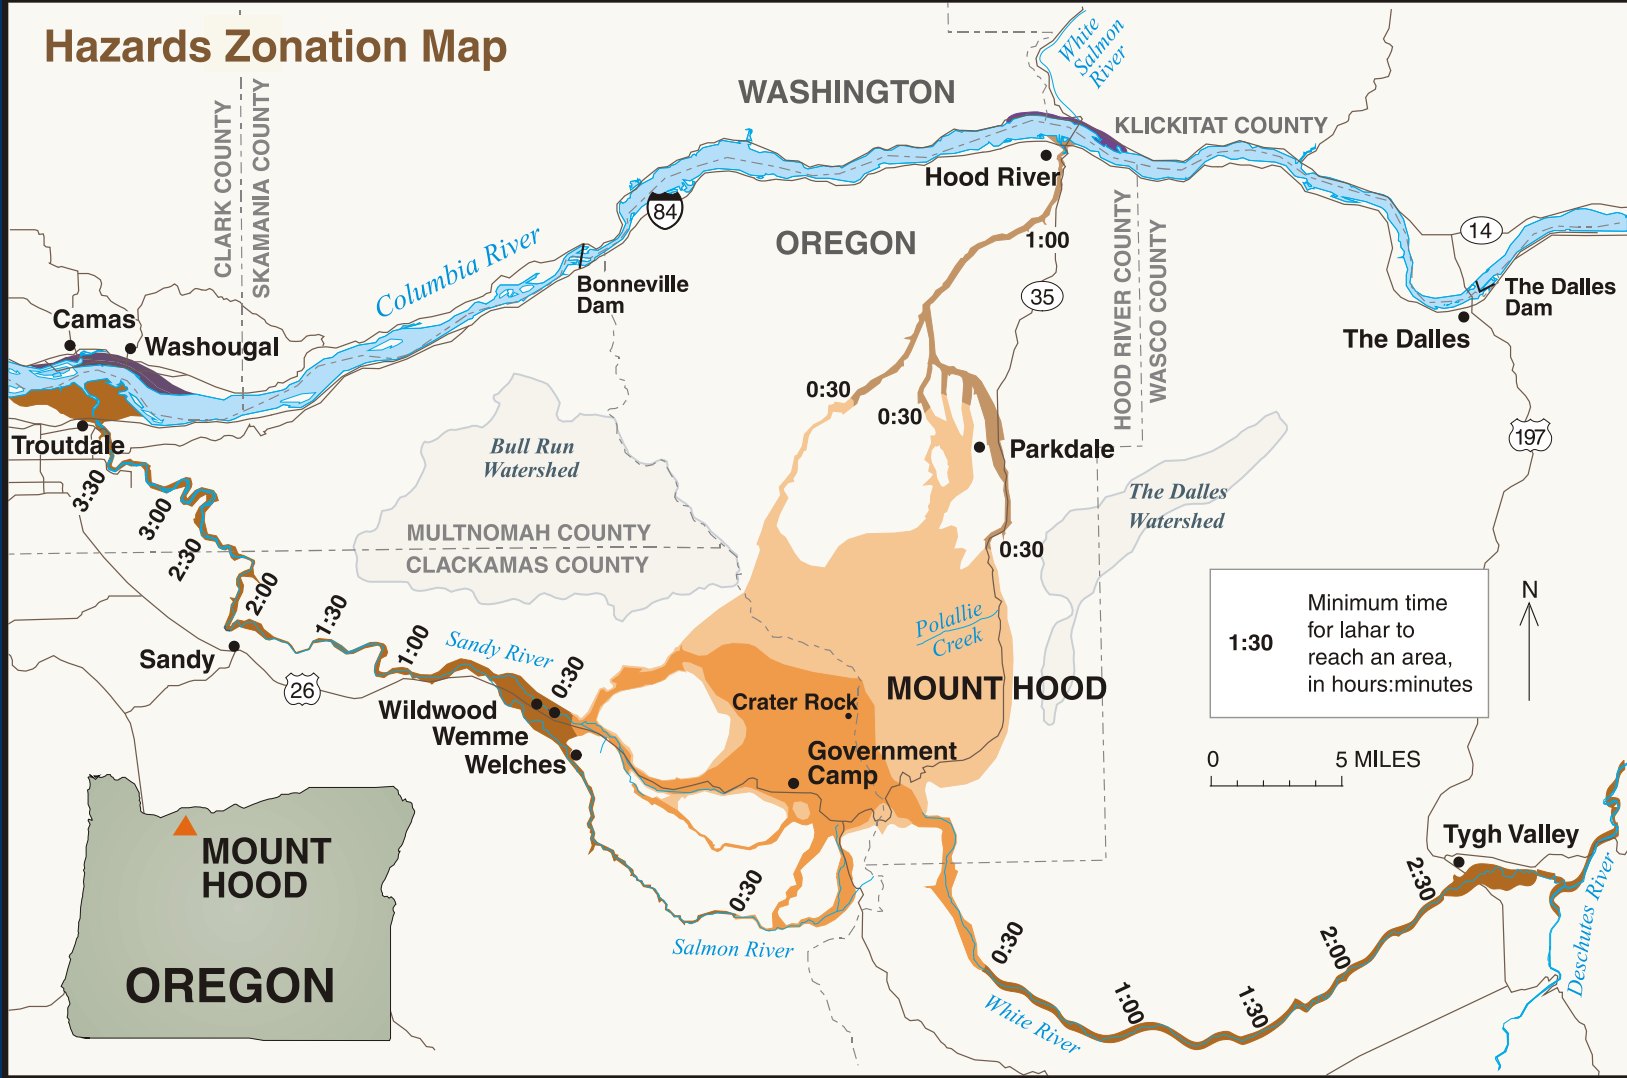 Hazards Zonation Map
CLARK COUNTY
SKAMANIA COUNTY
WASHINGTON
White
Salmon
River
KLICKITAT COUNTY
Hood River
84
OREGON
1:00
35
HOOD RIVER COUNTY
WASCO COUNTY
14
The Dalles
Dam
The Dalles
Columbia River
Bonneville
Dam
Camas
Washougal
Troutdale
0:30
0:30
Parkdale
197
Bull Run
Watershed
The Dalles
Watershed
MULTNOMAH COUNTY
CLACKAMAS COUNTY
3:30
3:00
2:30
2:00
1:30
1:00
0:30
0:30
Polallie
Creek
Sandy River
Sandy
26
Wildwood
Wemme
Welches
Crater Rock
MOUNT HOOD
Government
Camp
1:30
Minimum time
for lahar to
reach an area,
in hours:minutes
N
0
5 MILES
Tygh Valley
MOUNT
HOOD
OREGON
0:30
Salmon River
0:30
White River
1:00
1:30
2:00
2:30
Deschutes River